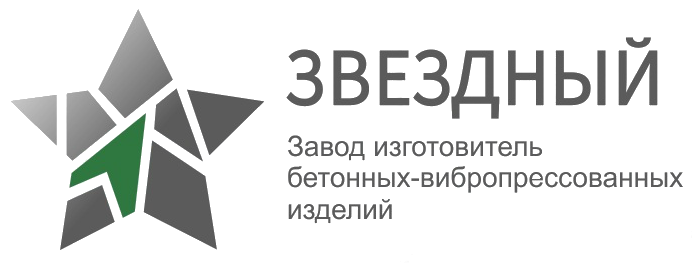 ЗВЕЗДНЫЙ
Завод изготовитель
бетонных-вибропрессованных
изделий